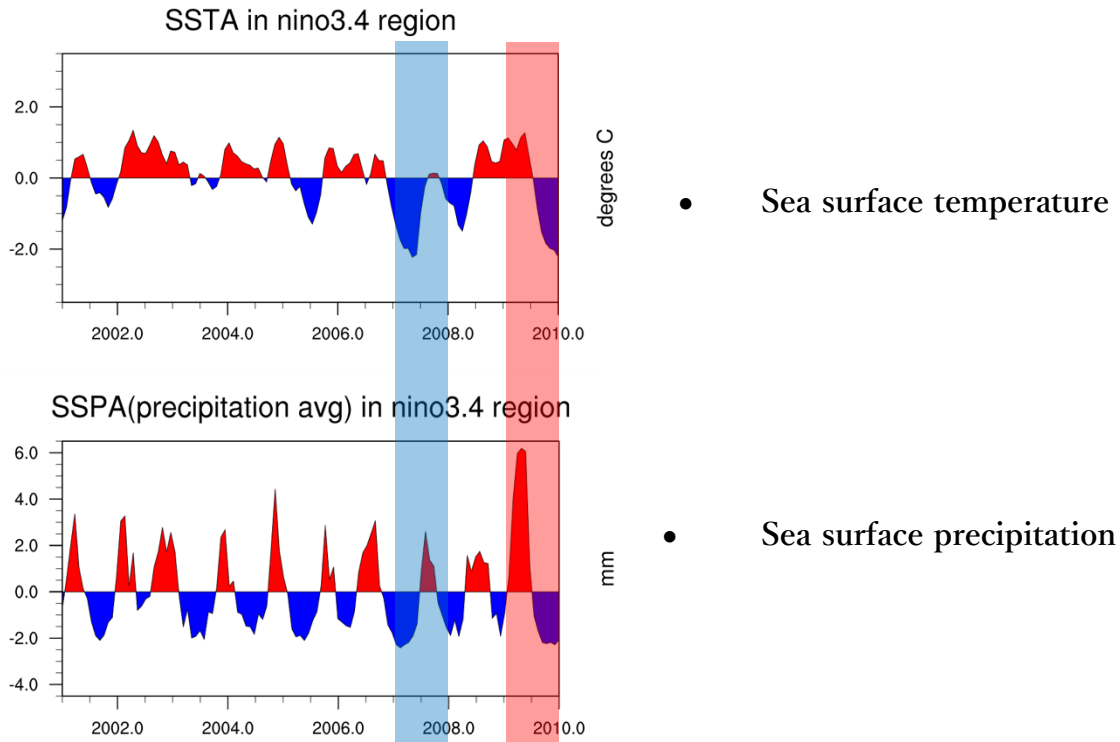 SSTA in nino3.4 region
2.0
0.0
-2.0
degrees C
2002.0 2004.0 2006.0 2008.0 2010.0
• Sea surface temperature
SSPA(precipitation avg) in nino3.4 region
6.0
4.0
2.0
0.0
-2.0
-4.0
mm
2002.0 2004.0 2006.0 2008.0 2010.0
• Sea surface precipitation